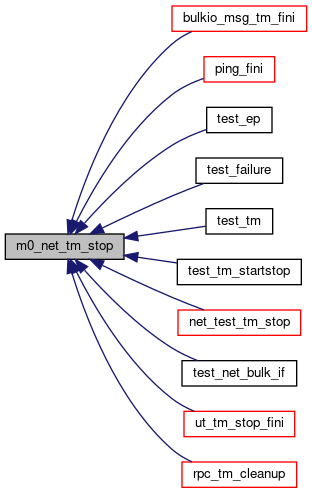 bulkio_msg_tm_fini
ping_fini
test_ep
test_failure
test_tm
m0_net_tm_stop
test_tm_startstop
net_test_tm_stop
test_net_bulk_if
ut_tm_stop_fini
rpc_tm_cleanup